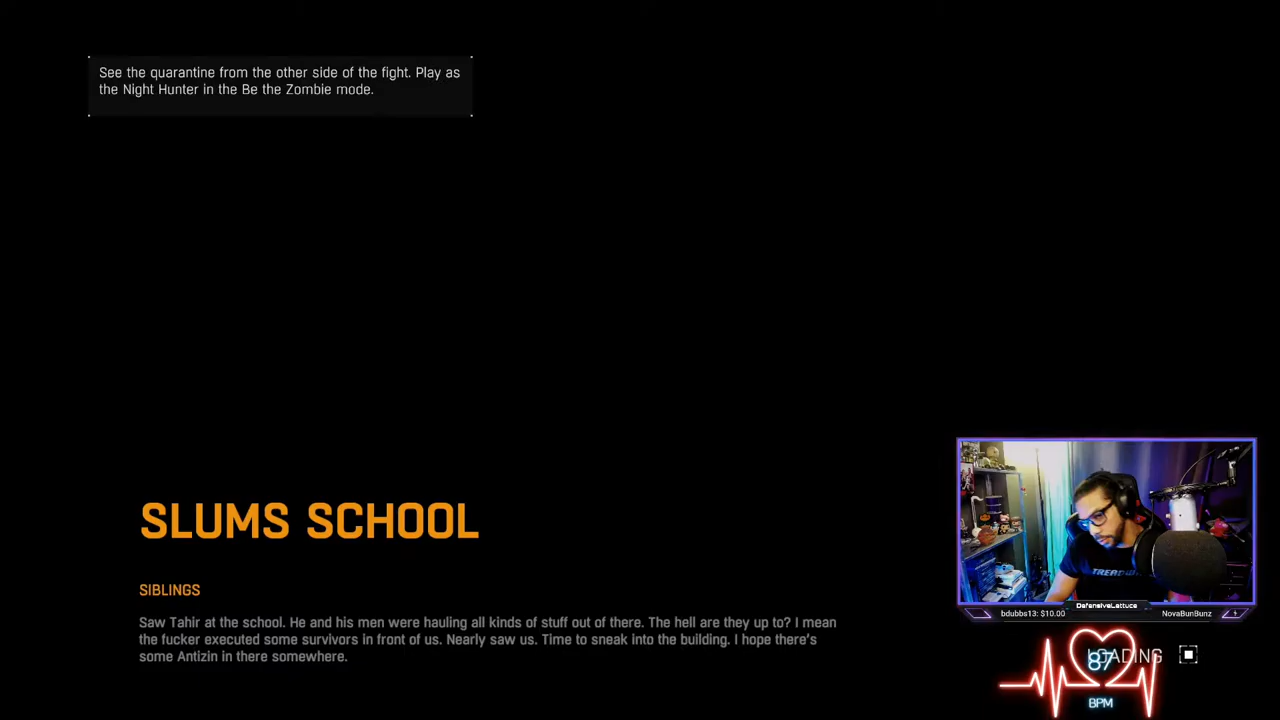 See the quarantine from the other side of the fight. Play as
the Night Hunter in the Be the Zombie mode.
SLUMS SCHOOL
SIBLINGS
Saw Tahir at the school. He and his men were hauling all kinds of stuff out of there. The hell are they up to? I mean
the fucker executed some survivors in front of us. Nearly saw us. Time to sneak into the building. I hope there's
some Antizin in there somewhere.
DefensiveLattuce
bdubbs13: $10.00
NovaBunBunz
LOADING
87
BPM